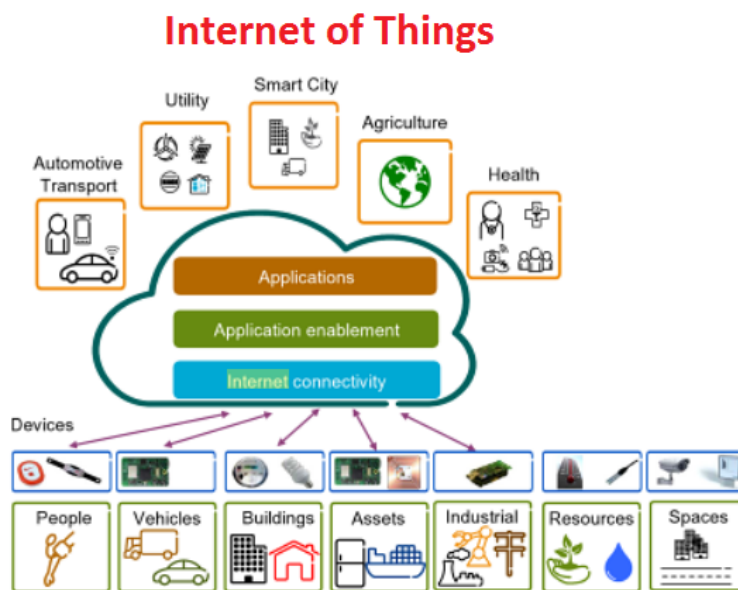 Internet of Things
Smart City
Utility
Agriculture
Automotive
Transport
Health
Applications
Application enablement
Internet connectivity
Devices
People
Vehicles
Buildings
Assets
Industrial
Resources
Spaces